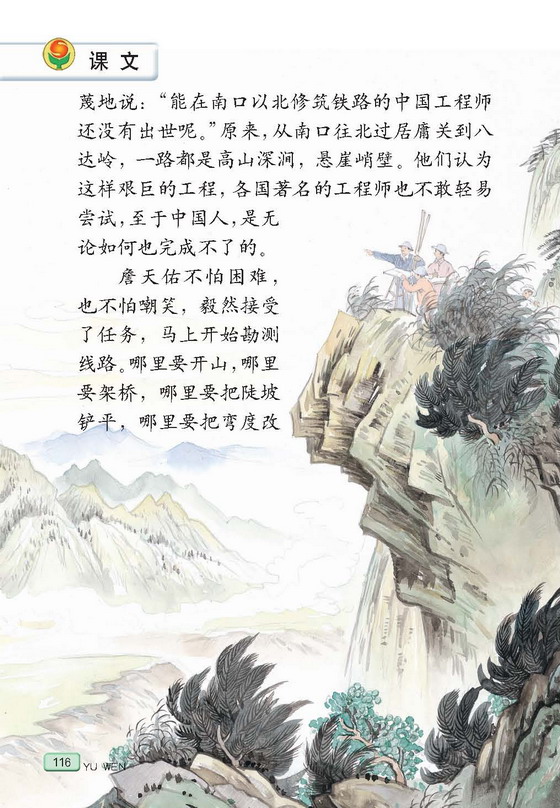 课文
蔑地说：“能在南口以北修筑铁路的中国工程师
还没有出世呢。”原来，从南口往北过居庸关到八
达岭，一路都是高山深涧，悬崖峭壁。他们认为
这样艰巨的工程，各国著名的工程师也不敢轻易
尝试，至于中国人，是无
论如何也完成不了的。
詹天佑不怕困难，
也不怕嘲笑，毅然接受
了任务，马上开始勘测
线路。哪里要开山，哪里
要架桥，哪里要把陡坡
铲平，哪里要把弯度改
116
YU WEN